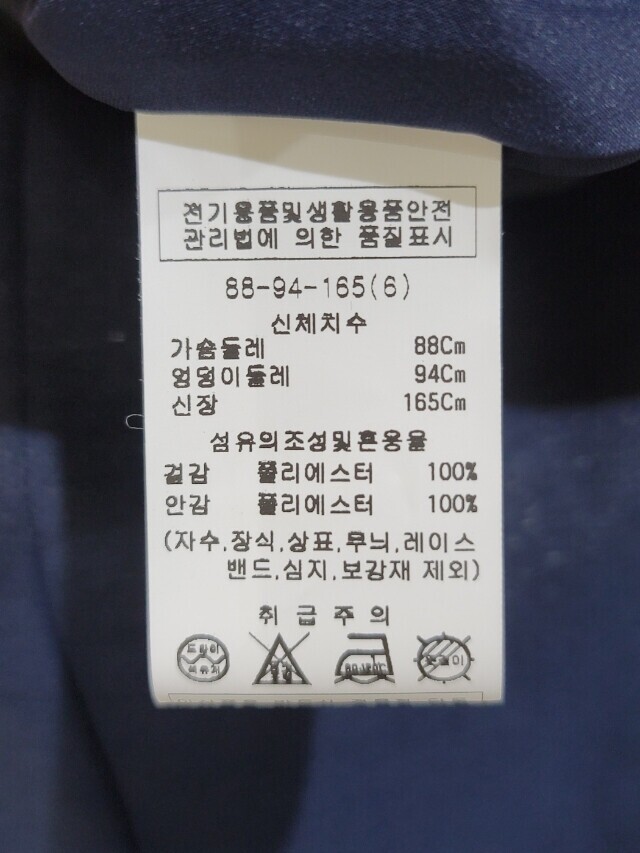 전기용품및생활용품안전
관리법에 의한 품질표시
88-94-165(6)
신체치수
가슴둘레 88Cm
엉덩이둘레 94Cm
신장 165Cm
섬유의조성및혼용율
겉감 폴리에스터 100%
안감 폴리에스터 100%
(자수,장식,상표,무늬,레이스
밴드,심지,보강재 제외)
취급주의
드라이